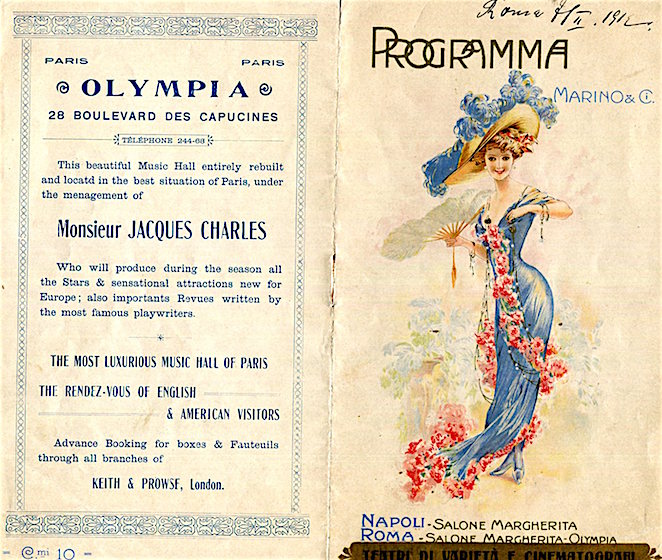 PARIS PARIS
OLYMPIA
28 BOULEVARD DES CAPUCINES
TÉLÉPHONE 244-68
This beautiful Music Hall entirely rebuilt
and locatd in the best situation of Paris, under
the menagement of
Monsieur JACQUES CHARLES
Who will produce during the season all
the Stars & sensational attractions new for
Europe; also importants Revues written by
the most famous playwriters.
THE MOST LUXURIOUS MUSIC HALL OF PARIS
THE RENDEZ-VOUS OF ENGLISH
& AMERICAN VISITORS
Advance Booking for boxes & Fauteuils
through all branches of
KEITH & PROWSE, London.
- Cmi 10 -
Roma II. 1912.
PROGRAMMA
MARINO & Ci.
NAPOLI - SALONE MARGHERITA
ROMA - SALONE MARGHERITA-OLYMPIA
TEATRI DI VARIETÀ E CINEMATOGRAFI